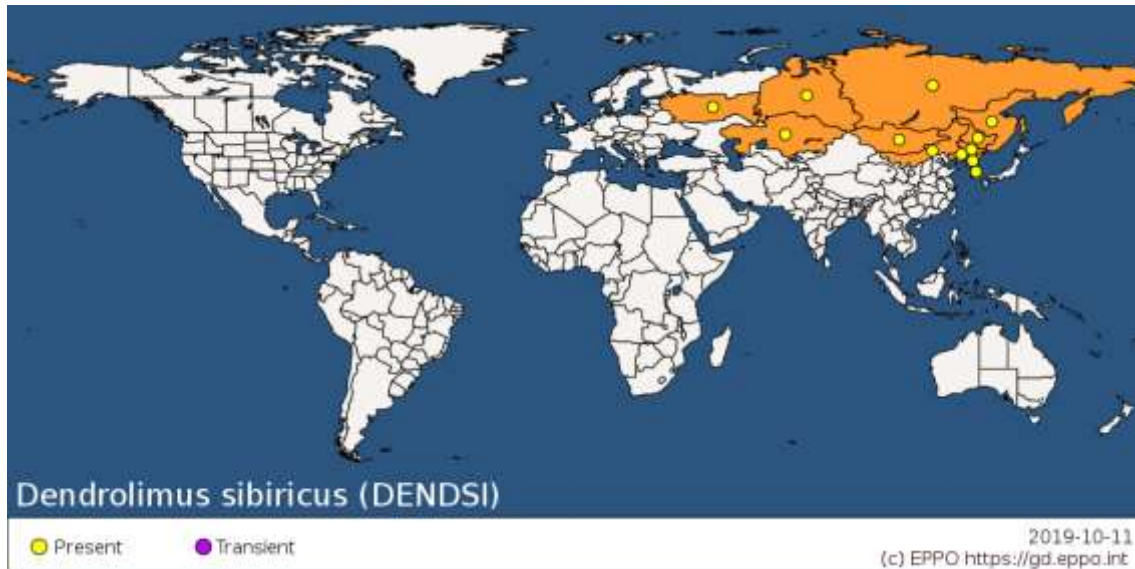 Dendrolimus sibiricus (DENDSI)
Present
Transient
2019-10-11
(c) EPPO https://gd.eppo.int